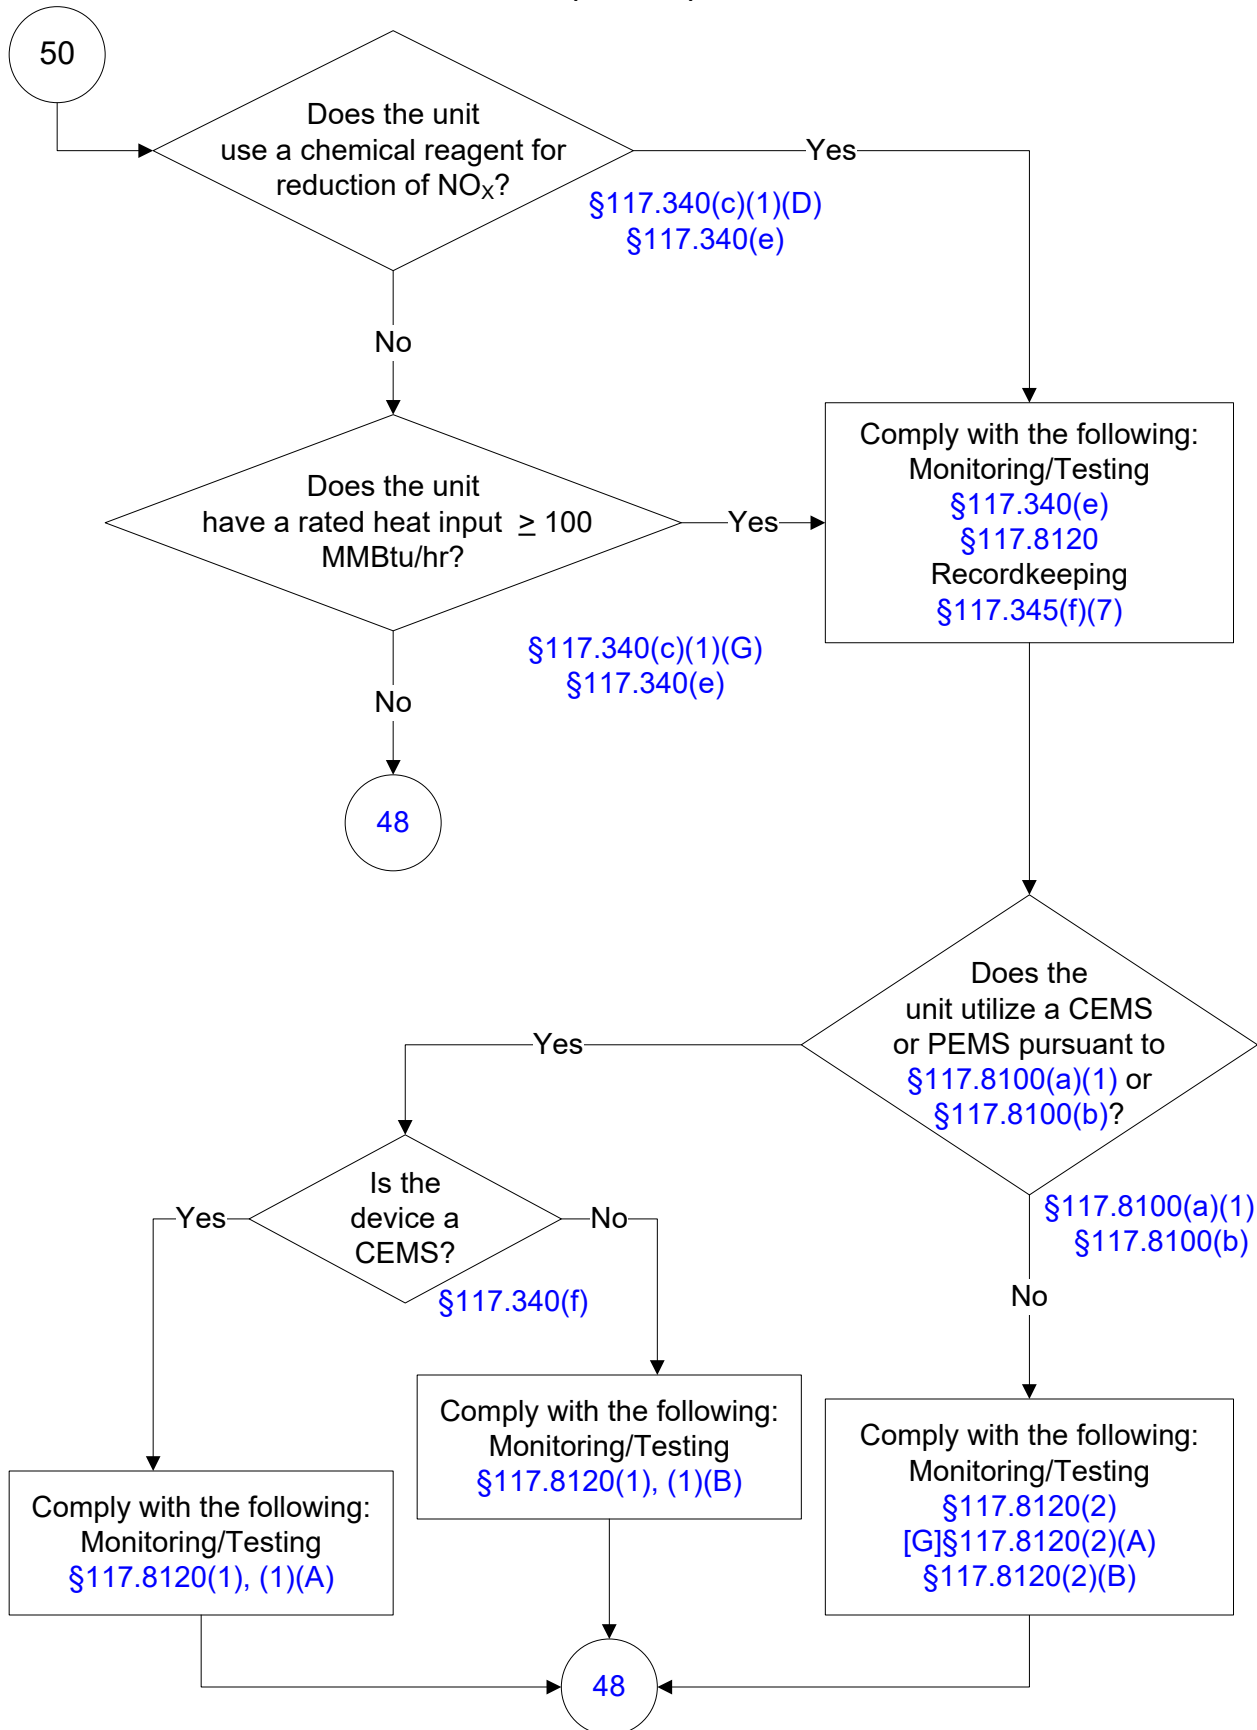 50
Does the unit
use a chemical reagent for
reduction of NOX?
Yes
§117.340(c)(1)(D)
§117.340(e)
No
Does the unit
have a rated heat input ≥ 100
MMBtu/hr?
Yes
Comply with the following:
Monitoring/Testing
§117.340(e)
§117.8120
Recordkeeping
§117.345(f)(7)
§117.340(c)(1)(G)
§117.340(e)
No
48
Does the
unit utilize a CEMS
or PEMS pursuant to
§117.8100(a)(1) or
§117.8100(b)?
Yes
§117.8100(a)(1)
§117.8100(b)
No
Is the
device a
CEMS?
Yes
No
§117.340(f)
Comply with the following:
Monitoring/Testing
§117.8120(1), (1)(A)
Comply with the following:
Monitoring/Testing
§117.8120(1), (1)(B)
Comply with the following:
Monitoring/Testing
§117.8120(2)
[G]§117.8120(2)(A)
§117.8120(2)(B)
48